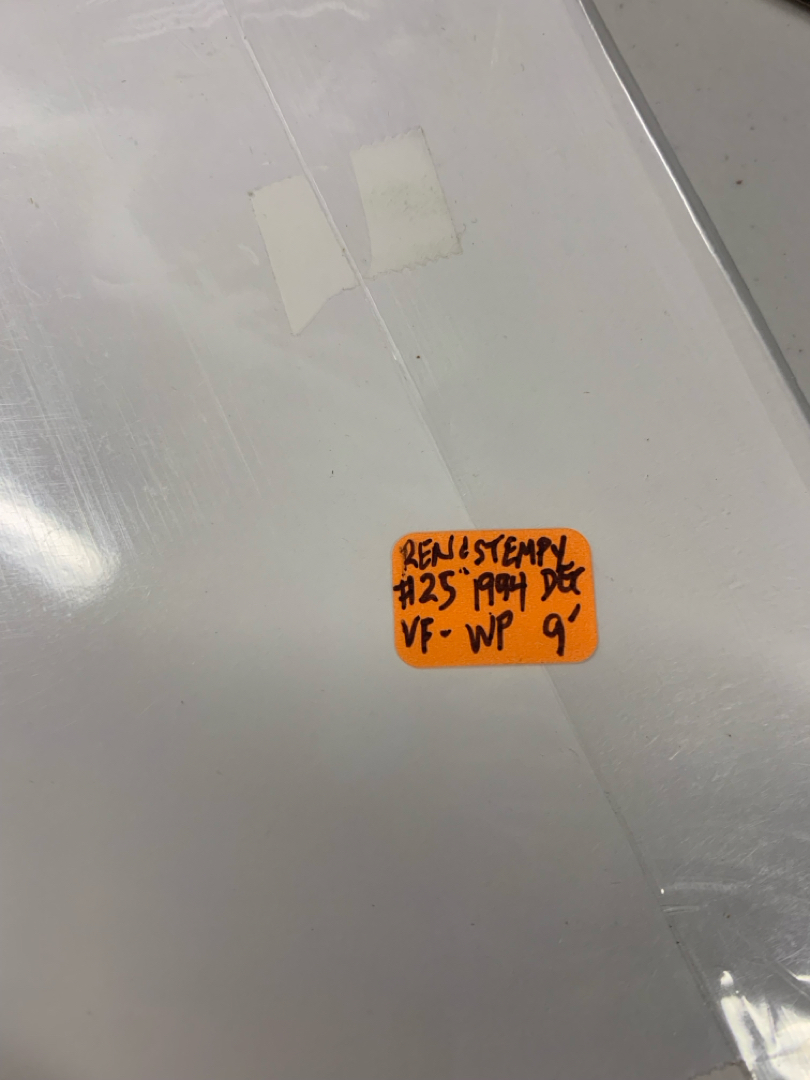 REN & STEMPY
#25" 1994 DEC
VF- WP 9'